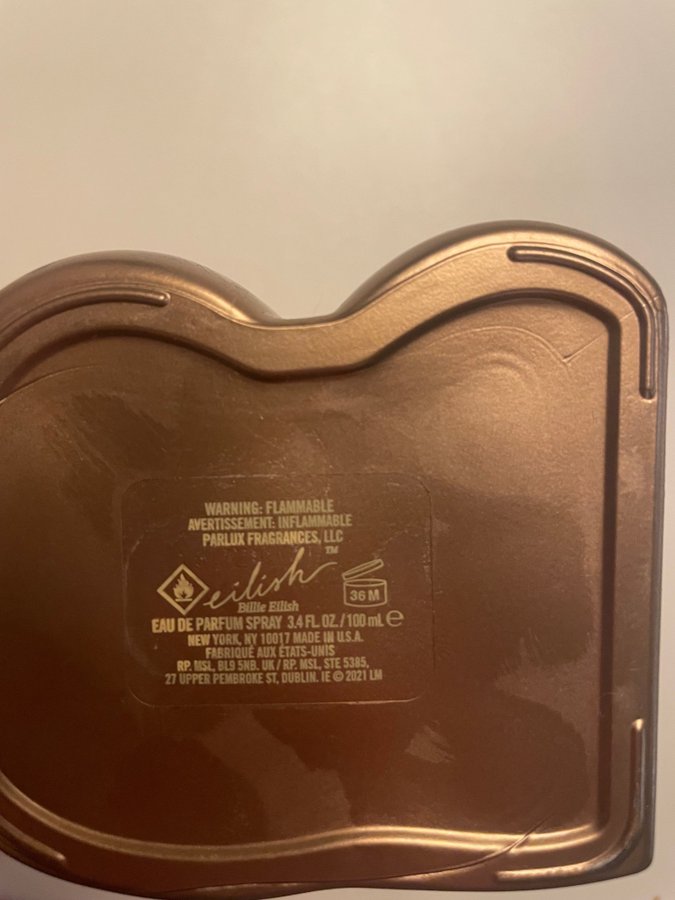 WARNING: FLAMMABLE
AVERTISSEMENT: INFLAMMABLE
PARLUX FRAGRANCES, LLC
eilish™
Billie Eilish
36 M
EAU DE PARFUM SPRAY 3.4 FL. OZ. / 100 mL ℮
NEW YORK, NY 10017 MADE IN U.S.A.
FABRIQUÉ AUX ÉTATS-UNIS
RP. MSL, BL9 5NB. UK / RP. MSL, STE 5385,
27 UPPER PEMBROKE ST, DUBLIN. IE © 2021 LM